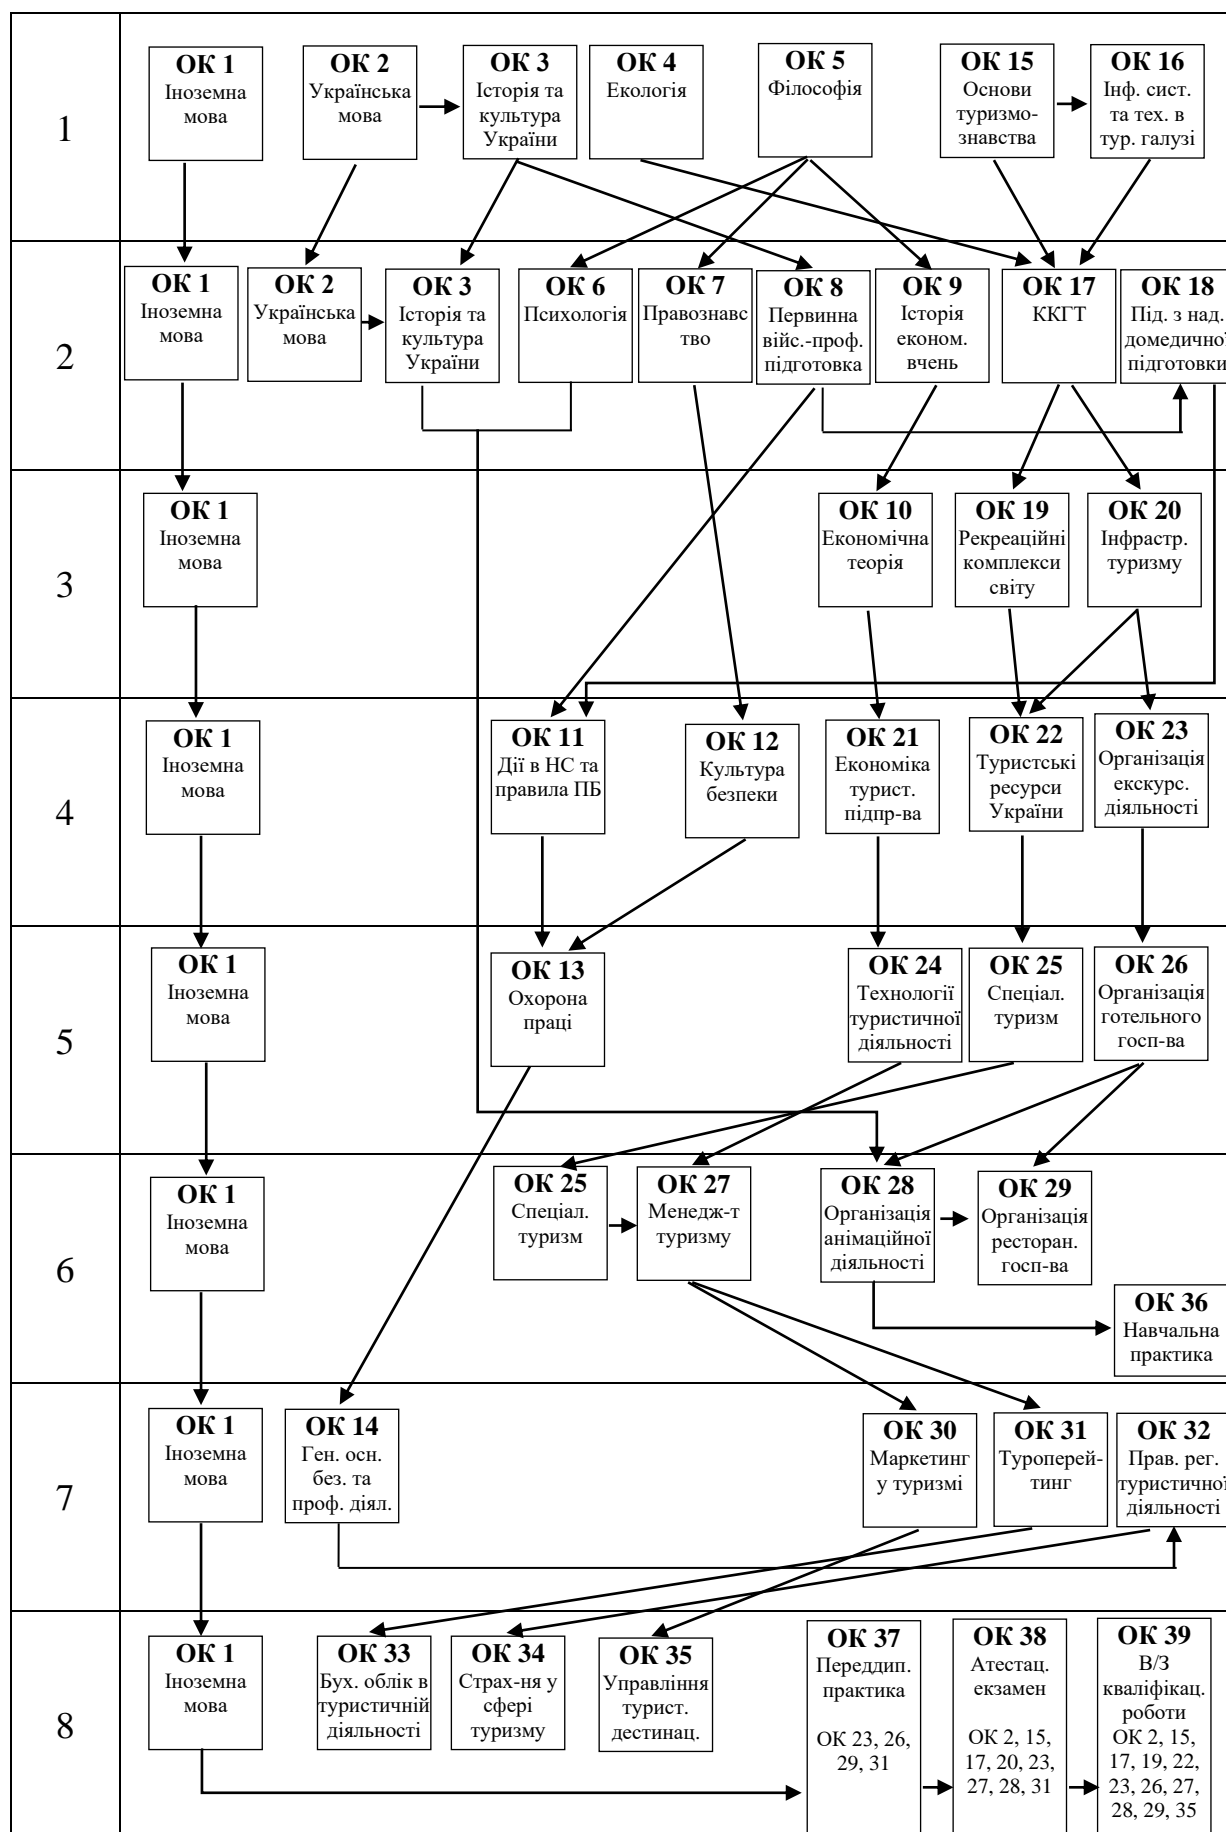 1
ОК 1
Іноземна
мова
ОК 2
Українська
мова
ОК 3
Історія та
культура
України
ОК 4
Екологія
ОК 5
Філософія
ОК 15
Основи
туризмо-
знавства
ОК 16
Інф. сист.
та тех. в
тур. галузі
2
ОК 1
Іноземна
мова
ОК 2
Українська
мова
ОК 3
Історія та
культура
України
ОК 6
Психологія
ОК 7
Правознавс
тво
ОК 8
Первинна
війс.-проф.
підготовка
ОК 9
Історія
економ.
вчень
ОК 17
ККГТ
ОК 18
Під. з над.
домедичної
підготовки
3
ОК 1
Іноземна
мова
ОК 10
Економічна
теорія
ОК 19
Рекреаційні
комплекси
світу
ОК 20
Інфрастр.
туризму
4
ОК 1
Іноземна
мова
ОК 11
Дії в НС та
правила ПБ
ОК 12
Культура
безпеки
ОК 21
Економіка
турист.
підпр-ва
ОК 22
Туристські
ресурси
України
ОК 23
Організація
екскурс.
діяльності
5
ОК 1
Іноземна
мова
ОК 13
Охорона
праці
ОК 24
Технології
туристичної
діяльності
ОК 25
Спеціал.
туризм
ОК 26
Організація
готельного
госп-ва
6
ОК 1
Іноземна
мова
ОК 25
Спеціал.
туризм
ОК 27
Менедж-т
туризму
ОК 28
Організація
анімаційної
діяльності
ОК 29
Організація
ресторан.
госп-ва
ОК 36
Навчальна
практика
7
ОК 1
Іноземна
мова
ОК 14
Ген. осн.
без. та
проф. діял.
ОК 30
Маркетинг
у туризмі
ОК 31
Туроперей-
тинг
ОК 32
Прав. рег.
туристичної
діяльності
8
ОК 1
Іноземна
мова
ОК 33
Бух. облік в
туристичній
діяльності
ОК 34
Страх-ня у
сфері
туризму
ОК 35
Управління
турист.
дестинац.
ОК 37
Переддип.
практика
ОК 23, 26,
29, 31
ОК 38
Атестац.
екзамен
ОК 2, 15,
17, 20, 23,
27, 28, 31
ОК 39
В/З
кваліфікац.
роботи
ОК 2, 15,
17, 19, 22,
23, 26, 27,
28, 29, 35